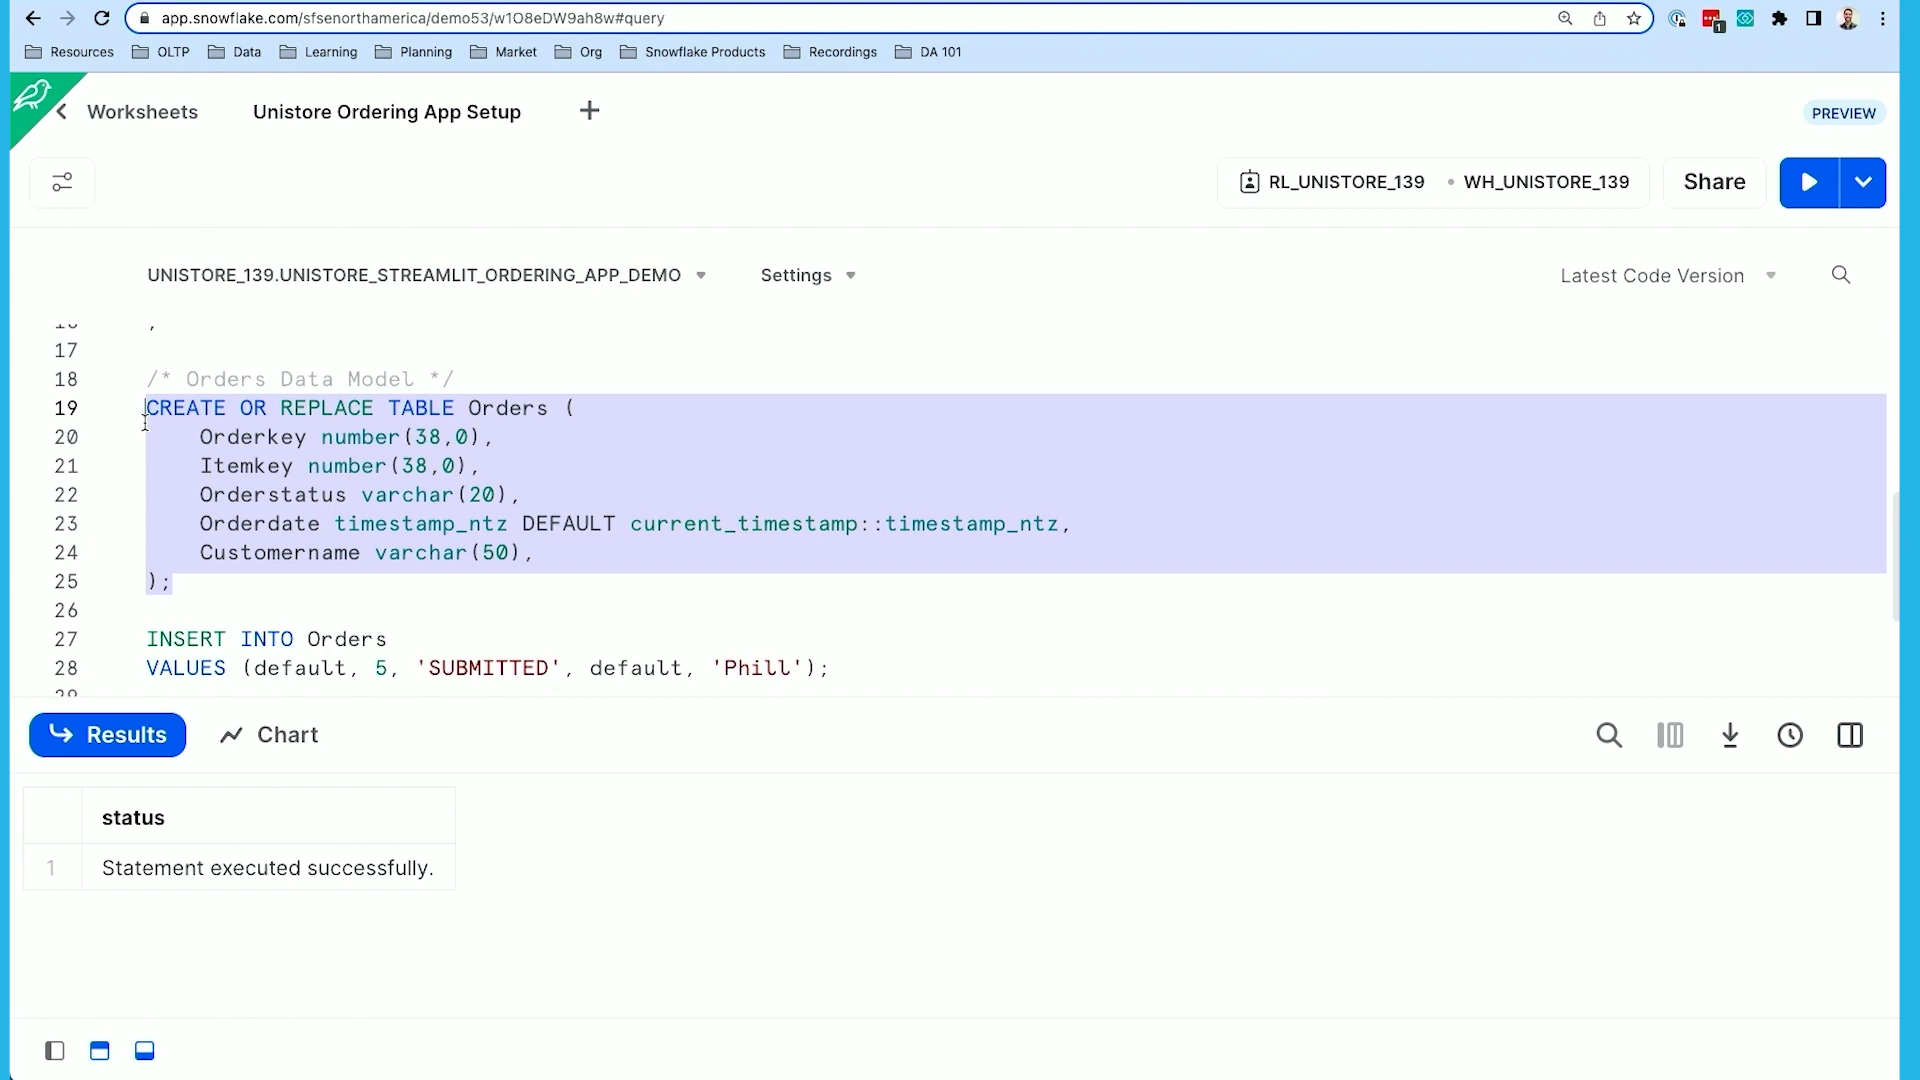 app.snowflake.com/sfsenorthamerica/demo53/w1O8eDW9ah8w#query
1
Resources OLTP Data Learning Planning Market Org Snowflake Products Recordings DA 101
Worksheets Unistore Ordering App Setup
PREVIEW
RL_UNISTORE_139 • WH_UNISTORE_139 Share
UNISTORE_139.UNISTORE_STREAMLIT_ORDERING_APP_DEMO Settings Latest Code Version
17
18 /* Orders Data Model */
19 CREATE OR REPLACE TABLE Orders (
20 Orderkey number(38,0),
21 Itemkey number(38,0),
22 Orderstatus varchar(20),
23 Orderdate timestamp_ntz DEFAULT current_timestamp::timestamp_ntz,
24 Customername varchar(50),
25 );
26
27 INSERT INTO Orders
28 VALUES (default, 5, 'SUBMITTED', default, 'Phill');
Results Chart
status
1 Statement executed successfully.